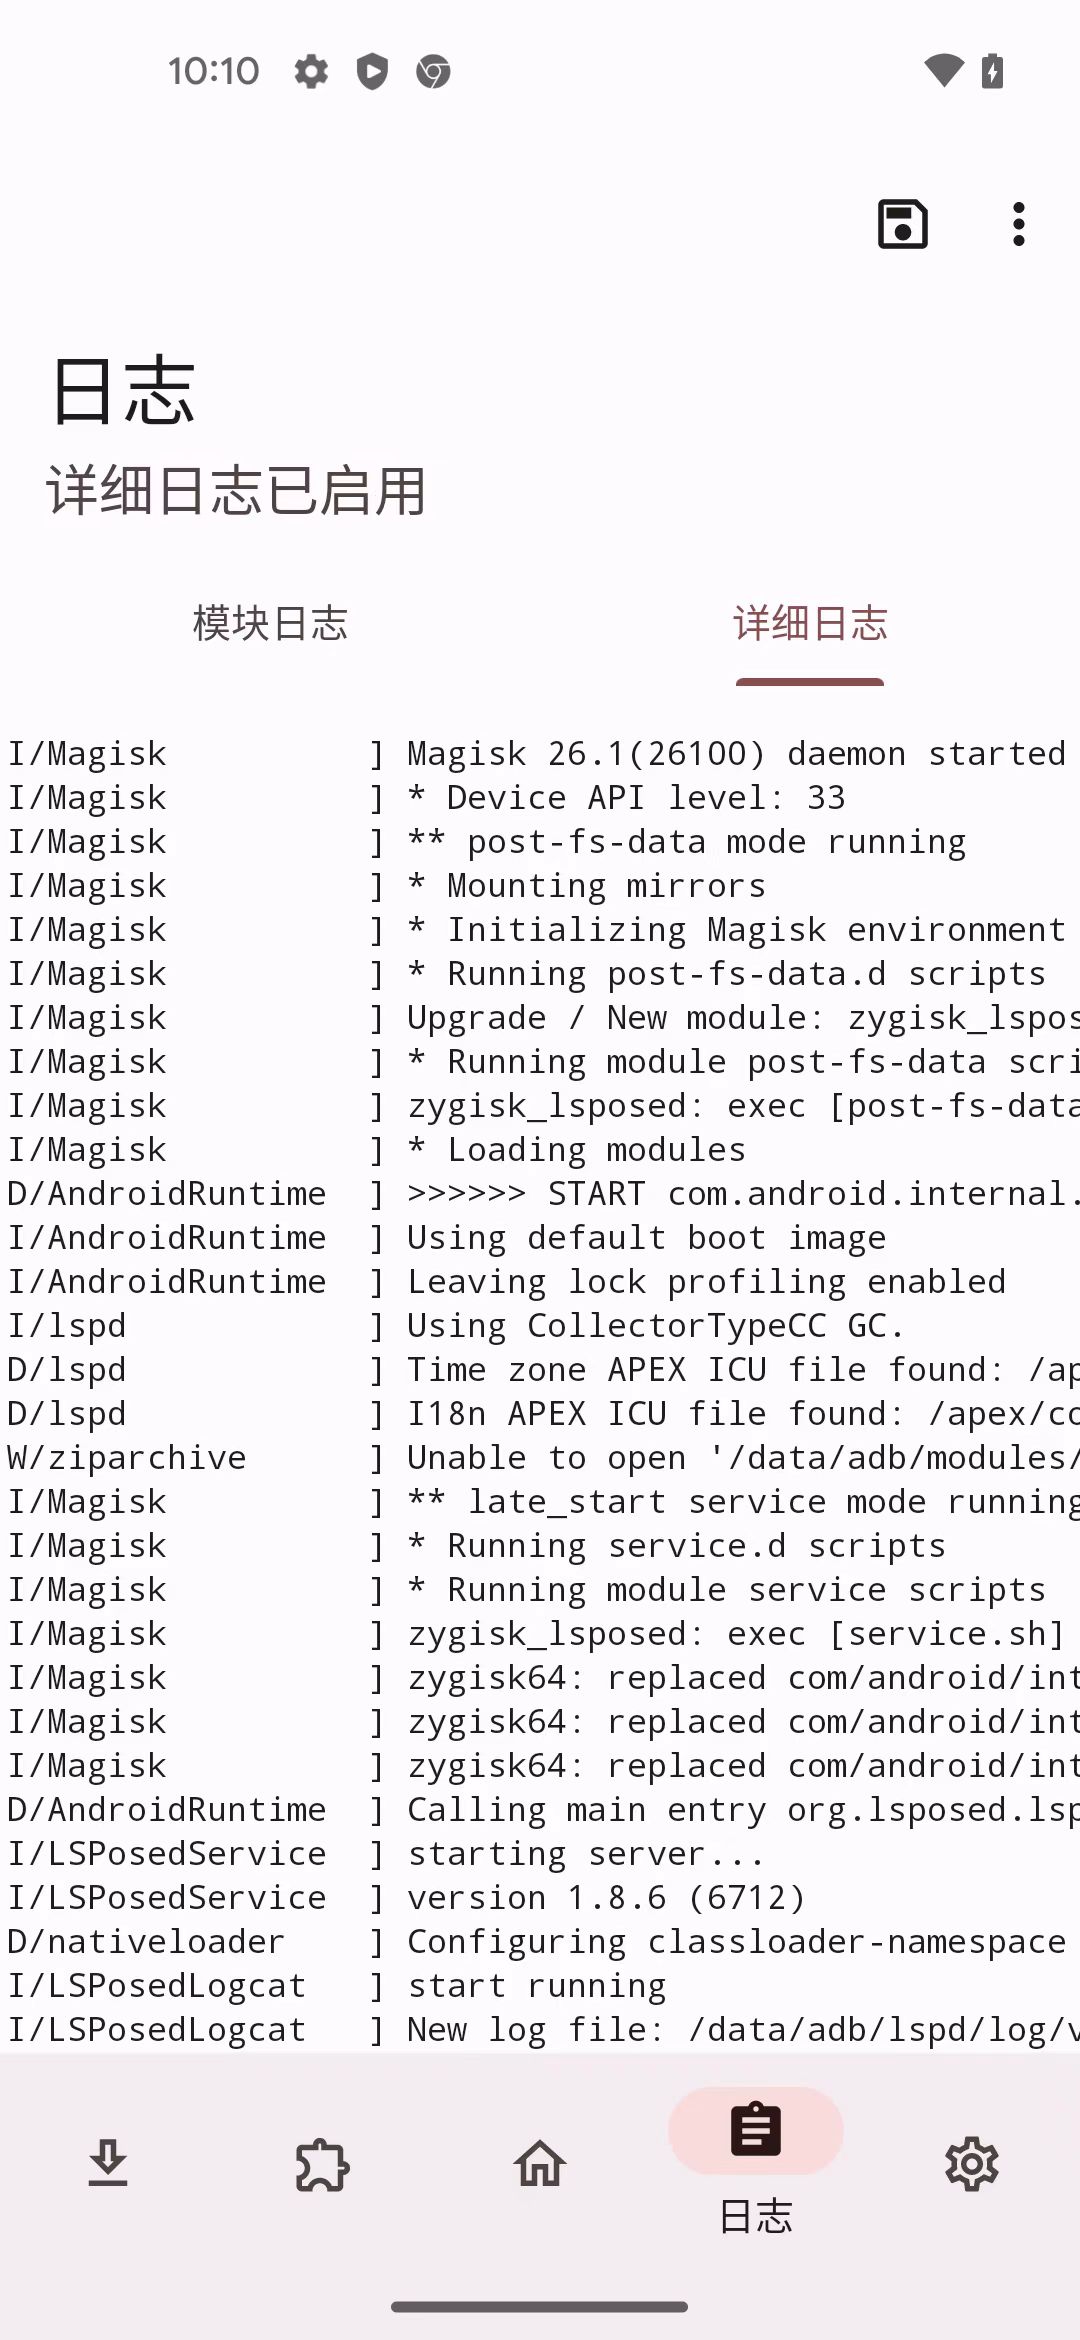 10:10
日志
详细日志已启用
模块日志 详细日志
I/Magisk ] Magisk 26.1(26100) daemon started
I/Magisk ] * Device API level: 33
I/Magisk ] ** post-fs-data mode running
I/Magisk ] * Mounting mirrors
I/Magisk ] * Initializing Magisk environment
I/Magisk ] * Running post-fs-data.d scripts
I/Magisk ] Upgrade / New module: zygisk_lspos
I/Magisk ] * Running module post-fs-data scri
I/Magisk ] zygisk_lsposed: exec [post-fs-data
I/Magisk ] * Loading modules
D/AndroidRuntime ] >>>>>> START com.android.internal.
I/AndroidRuntime ] Using default boot image
I/AndroidRuntime ] Leaving lock profiling enabled
I/lspd ] Using CollectorTypeCC GC.
D/lspd ] Time zone APEX ICU file found: /ap
D/lspd ] I18n APEX ICU file found: /apex/co
W/ziparchive ] Unable to open '/data/adb/modules/
I/Magisk ] ** late_start service mode running
I/Magisk ] * Running service.d scripts
I/Magisk ] * Running module service scripts
I/Magisk ] zygisk_lsposed: exec [service.sh]
I/Magisk ] zygisk64: replaced com/android/int
I/Magisk ] zygisk64: replaced com/android/int
I/Magisk ] zygisk64: replaced com/android/int
D/AndroidRuntime ] Calling main entry org.lsposed.lsp
I/LSPosedService ] starting server...
I/LSPosedService ] version 1.8.6 (6712)
D/nativeloader ] Configuring classloader-namespace
I/LSPosedLogcat ] start running
I/LSPosedLogcat ] New log file: /data/adb/lspd/log/v
日志